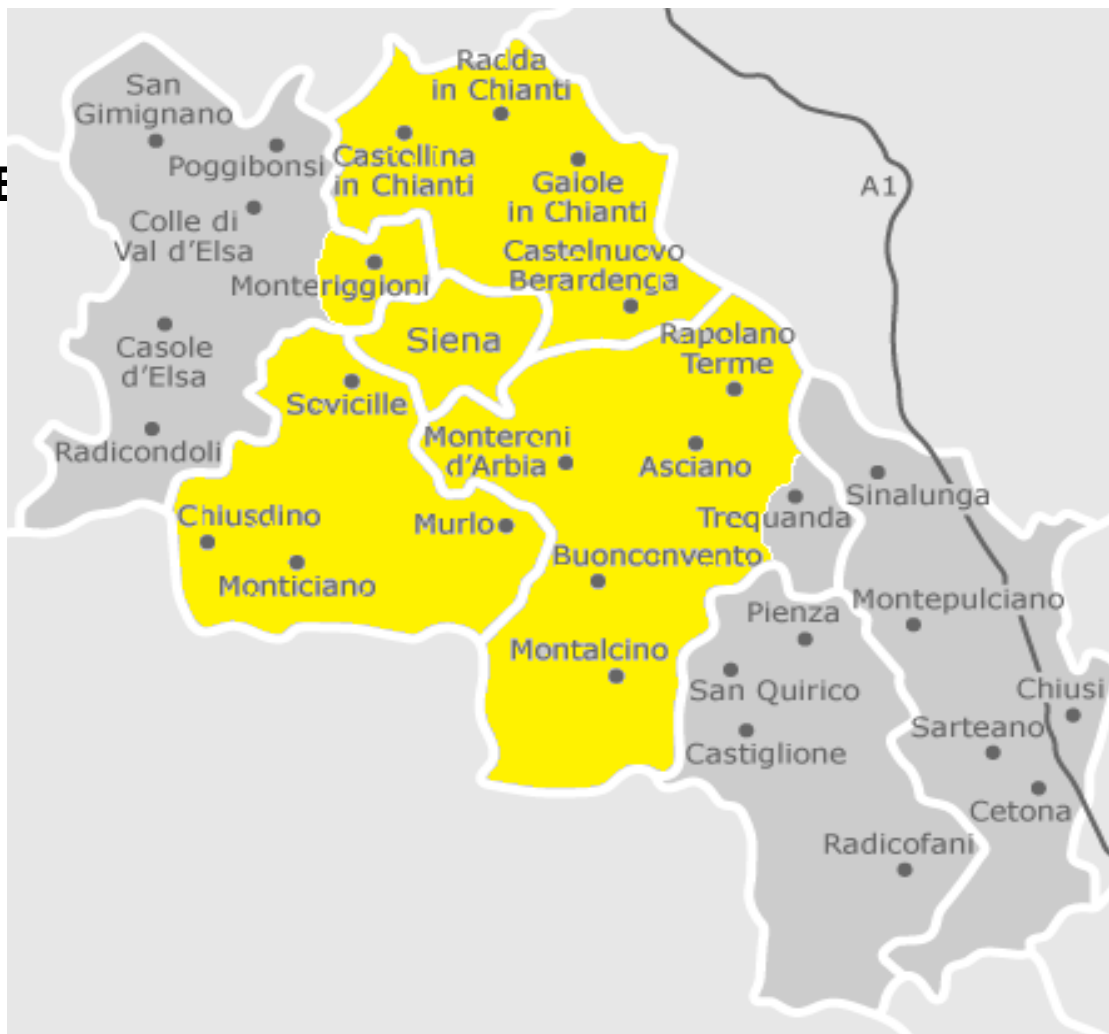 San
Gimignano
Poggibonsi
Colle di
Val d'Elsa
Casole
d'Elsa
Radicondoli
Radda
in Chianti
Castellina
in Chianti
Gaiole
in Chianti
Castelnuovo
Berardenga
Monteriggioni
Siena
Rapolano
Terme
Sovicille
Monteroni
d'Arbia
Asciano
Chiusdino
Murlo
Monticiano
Buonconvento
Montalcino
A1
Sinalunga
Trequanda
Montepulciano
Pienza
San Quirico
Castiglione
Chiusi
Sarteano
Cetona
Radicofani
E